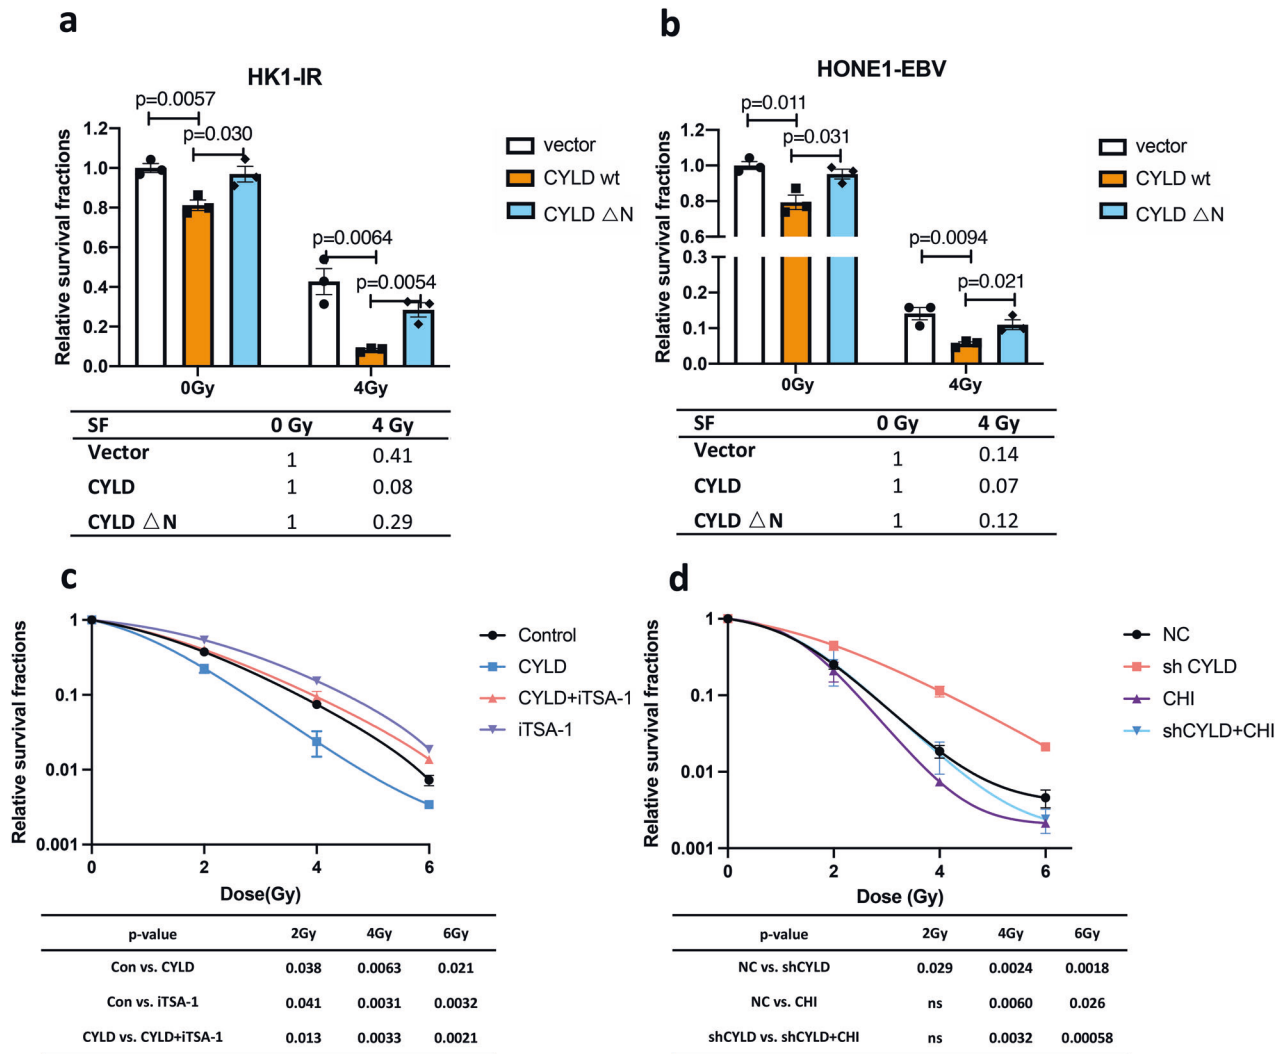 a
HK1-IR
p=0.0057
p=0.030
p=0.0064
p=0.0054
Relative survival fractions
1.2
1.0
0.8
0.6
0.4
0.2
0.0
0Gy 4Gy
vector
CYLD wt
CYLD △N
SF 0 Gy 4 Gy
Vector 1 0.41
CYLD 1 0.08
CYLD △N 1 0.29
b
HONE1-EBV
p=0.011
p=0.031
p=0.0094
p=0.021
Relative survival fractions
1.2
1.0
0.8
0.6
0.3
0.2
0.1
0.0
0Gy 4Gy
vector
CYLD wt
CYLD △N
SF 0 Gy 4 Gy
Vector 1 0.14
CYLD 1 0.07
CYLD △N 1 0.12
c
Relative survival fractions
1
0.1
0.01
0.001
0 2 4 6
Dose(Gy)
Control
CYLD
CYLD+iTSA-1
iTSA-1
p-value 2Gy 4Gy 6Gy
Con vs. CYLD 0.038 0.0063 0.021
Con vs. iTSA-1 0.041 0.0031 0.0032
CYLD vs. CYLD+iTSA-1 0.013 0.0033 0.0021
d
Relative survival fractions
1
0.1
0.01
0.001
0 2 4 6
Dose (Gy)
NC
sh CYLD
CHI
shCYLD+CHI
p-value 2Gy 4Gy 6Gy
NC vs. shCYLD 0.029 0.0024 0.0018
NC vs. CHI ns 0.0060 0.026
shCYLD vs. shCYLD+CHI ns 0.0032 0.00058